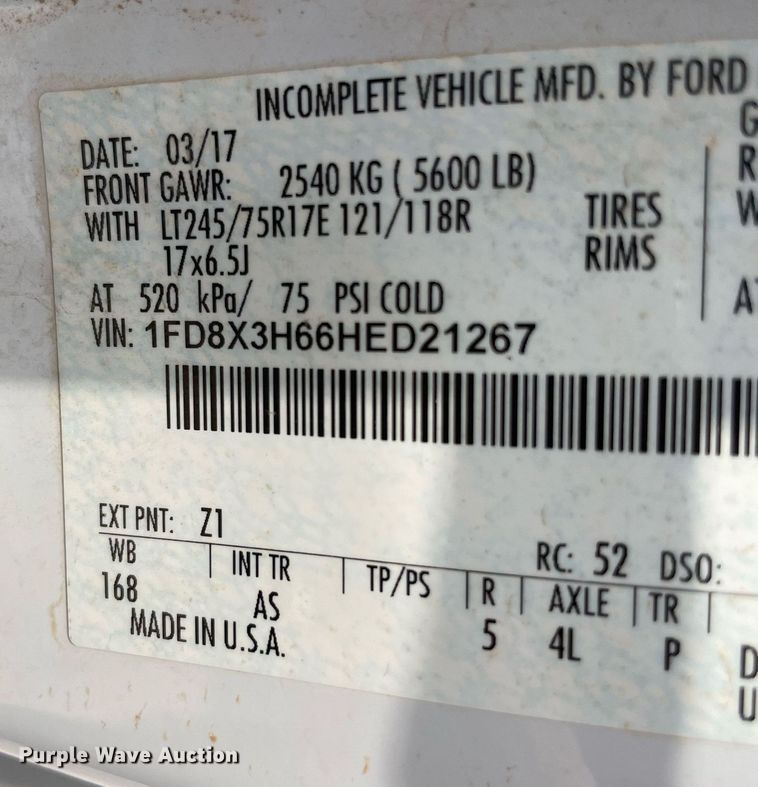 INCOMPLETE VEHICLE MFD. BY FORD
DATE: 03/17
FRONT GAWR: 2540 KG ( 5600 LB)
WITH LT245/75R17E 121/118R TIRES
17x6.5J RIMS
AT 520 kPa/ 75 PSI COLD
VIN: 1FD8X3H66HED21267
EXT PNT: Z1 RC: 52 DSO:
WB INT TR TP/PS R AXLE TR
168 AS 5 4L P
MADE IN U.S.A.
Purple Wave Auction